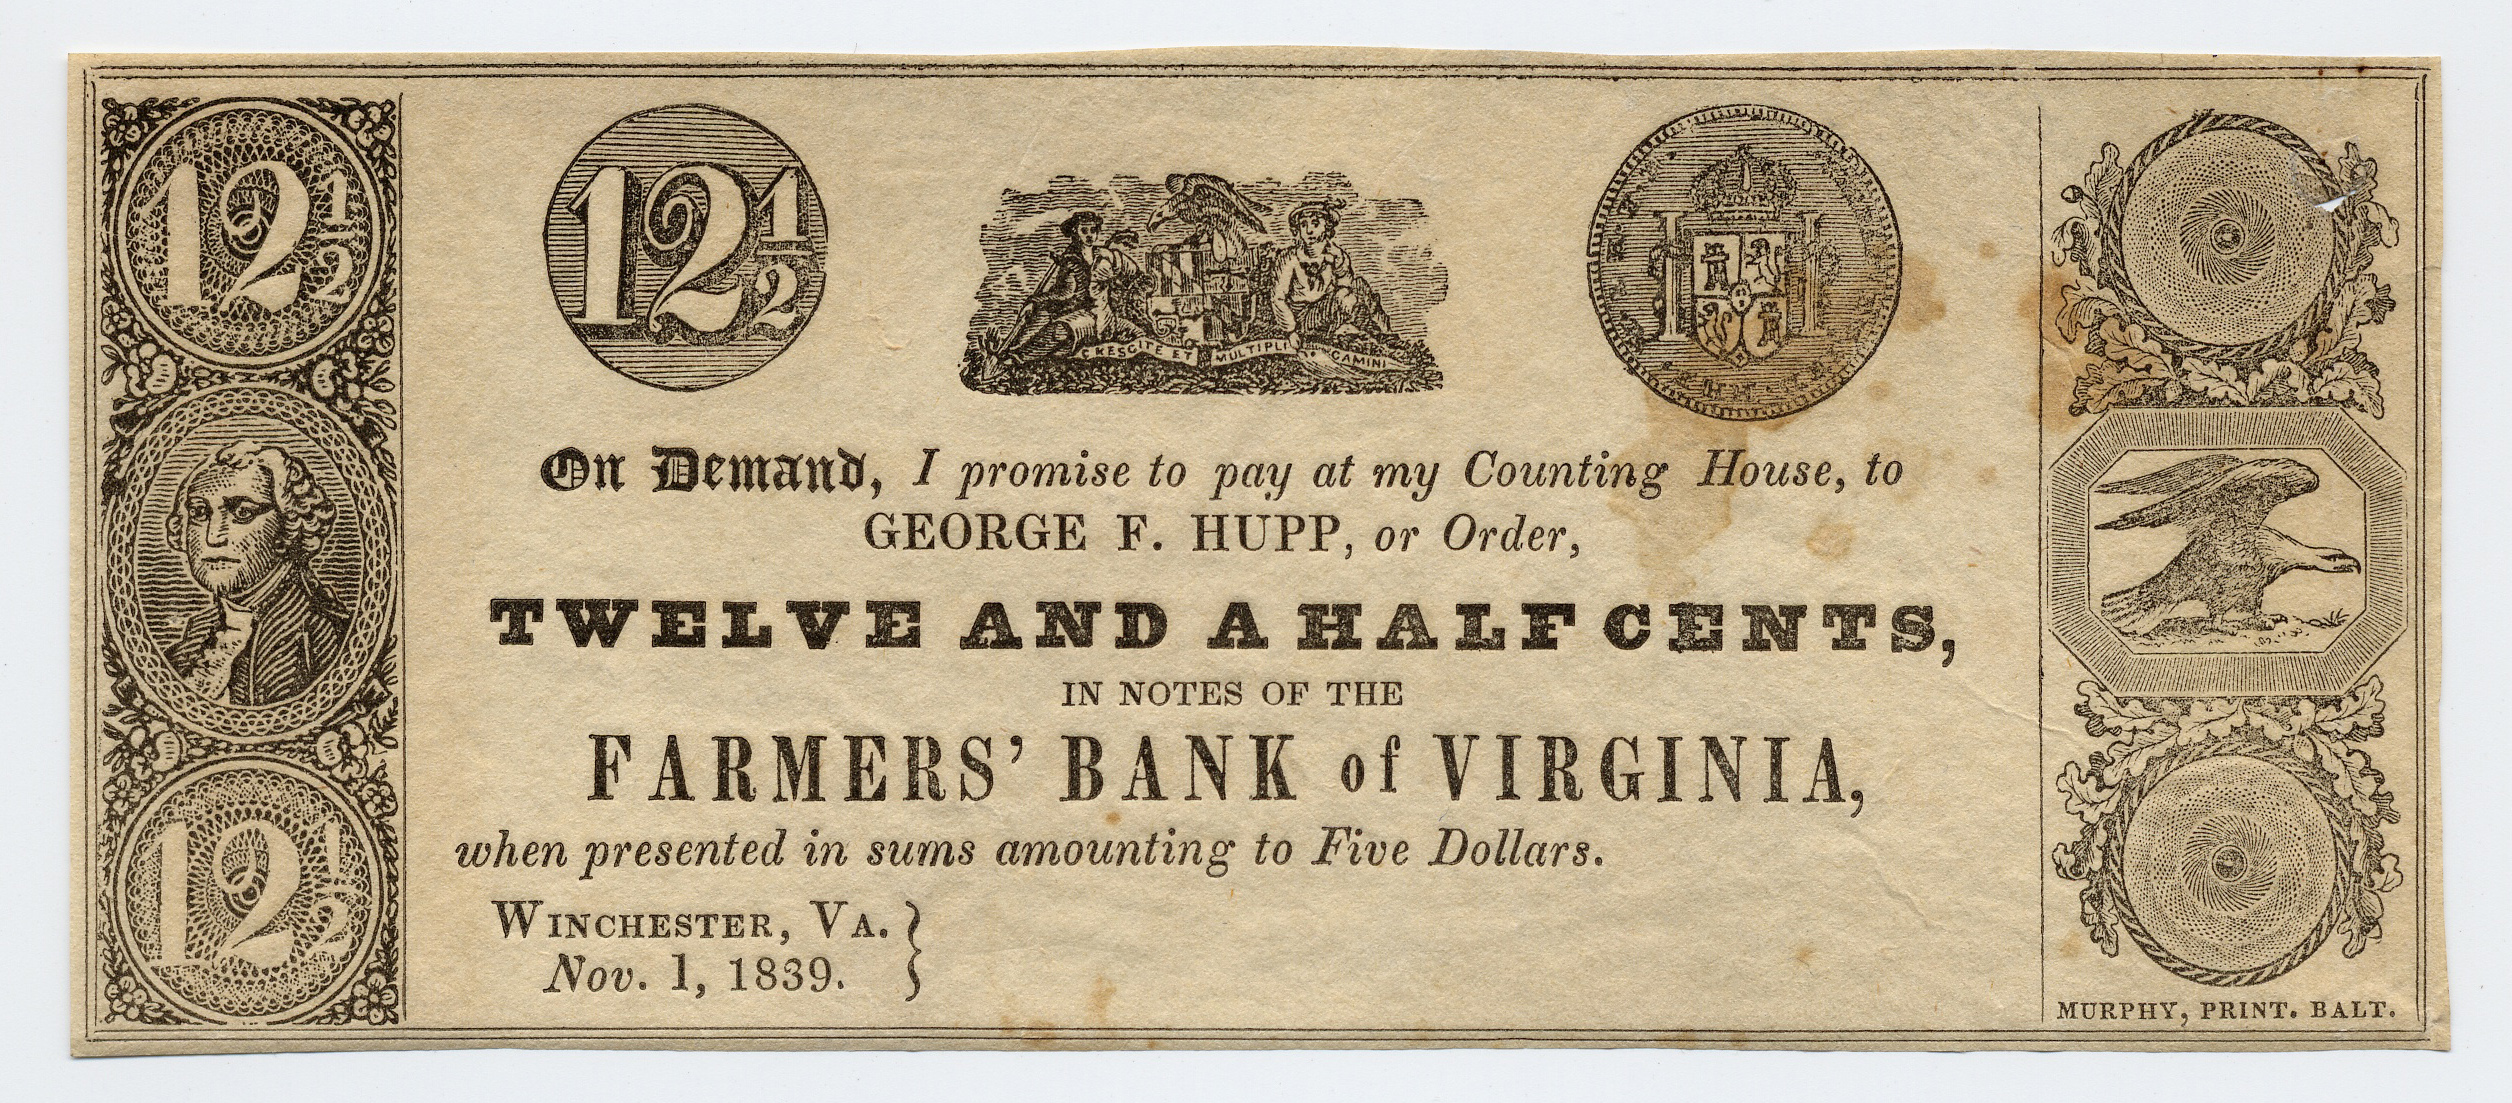 12½
12½
CRESCITE ET MULTIPLICAMINI
On Demand, I promise to pay at my Counting House, to
GEORGE F. HUPP, or Order,
TWELVE AND A HALF CENTS,
IN NOTES OF THE
FARMERS' BANK of VIRGINIA,
when presented in sums amounting to Five Dollars.
WINCHESTER, VA. }
Nov. 1, 1839.
12½
MURPHY, PRINT. BALT.